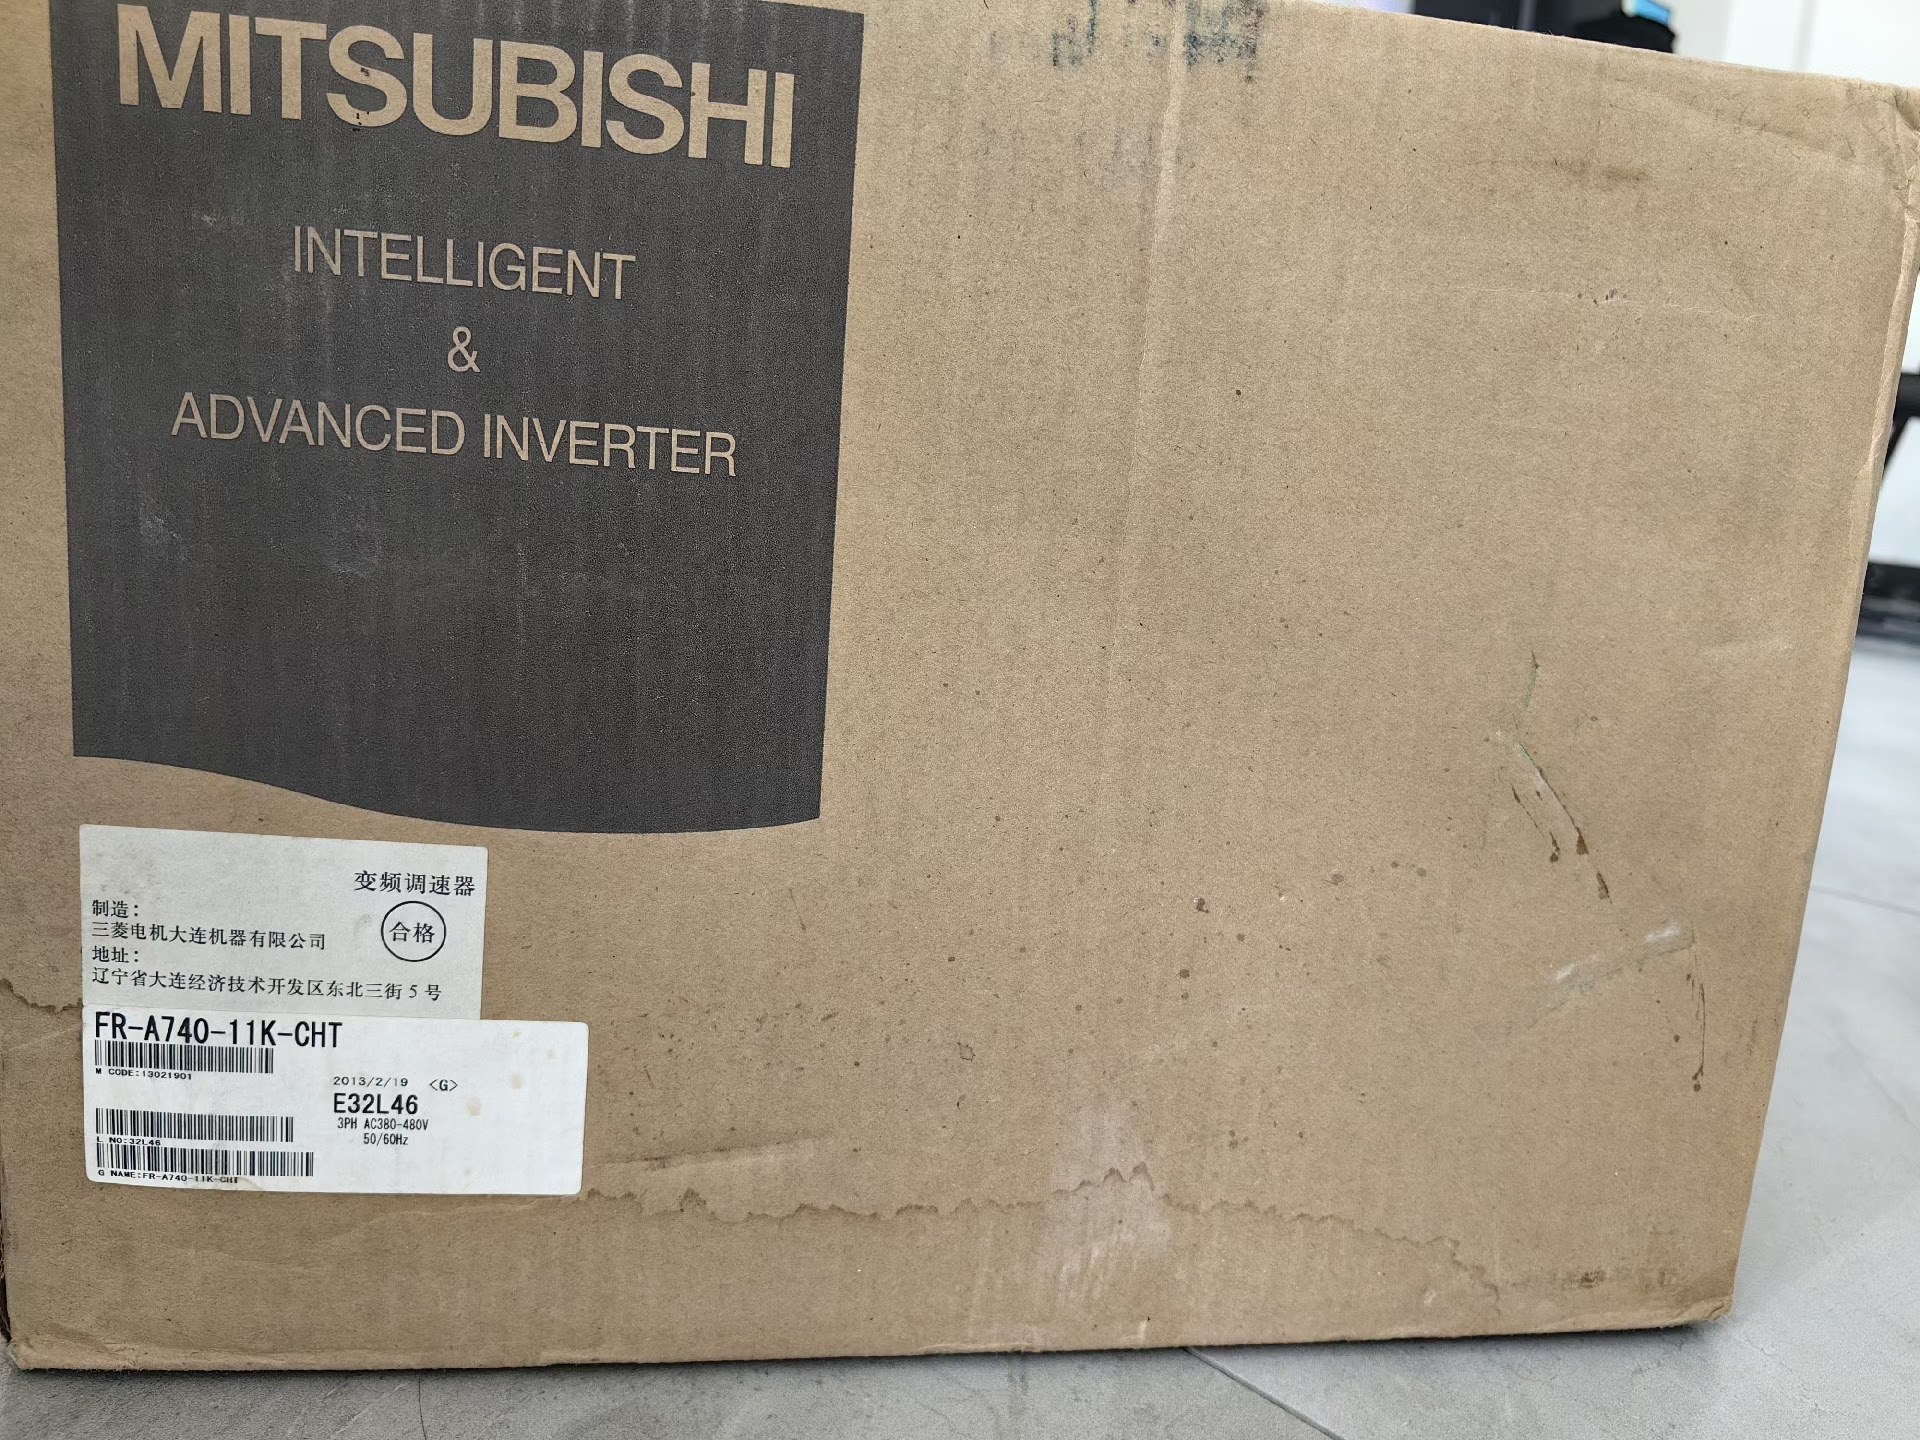 MITSUBISHI
INTELLIGENT
&
ADVANCED INVERTER
变频调速器
制造：
三菱电机大连机器有限公司
合格
地址：
辽宁省大连经济技术开发区东北三街 5 号
FR-A740-11K-CHT
M CODE:13021901
2013/2/19 <G>
E32L46
3PH AC380-480V
50/60Hz
L NO:32L46
G NAME:FR-A740-11K-CHT